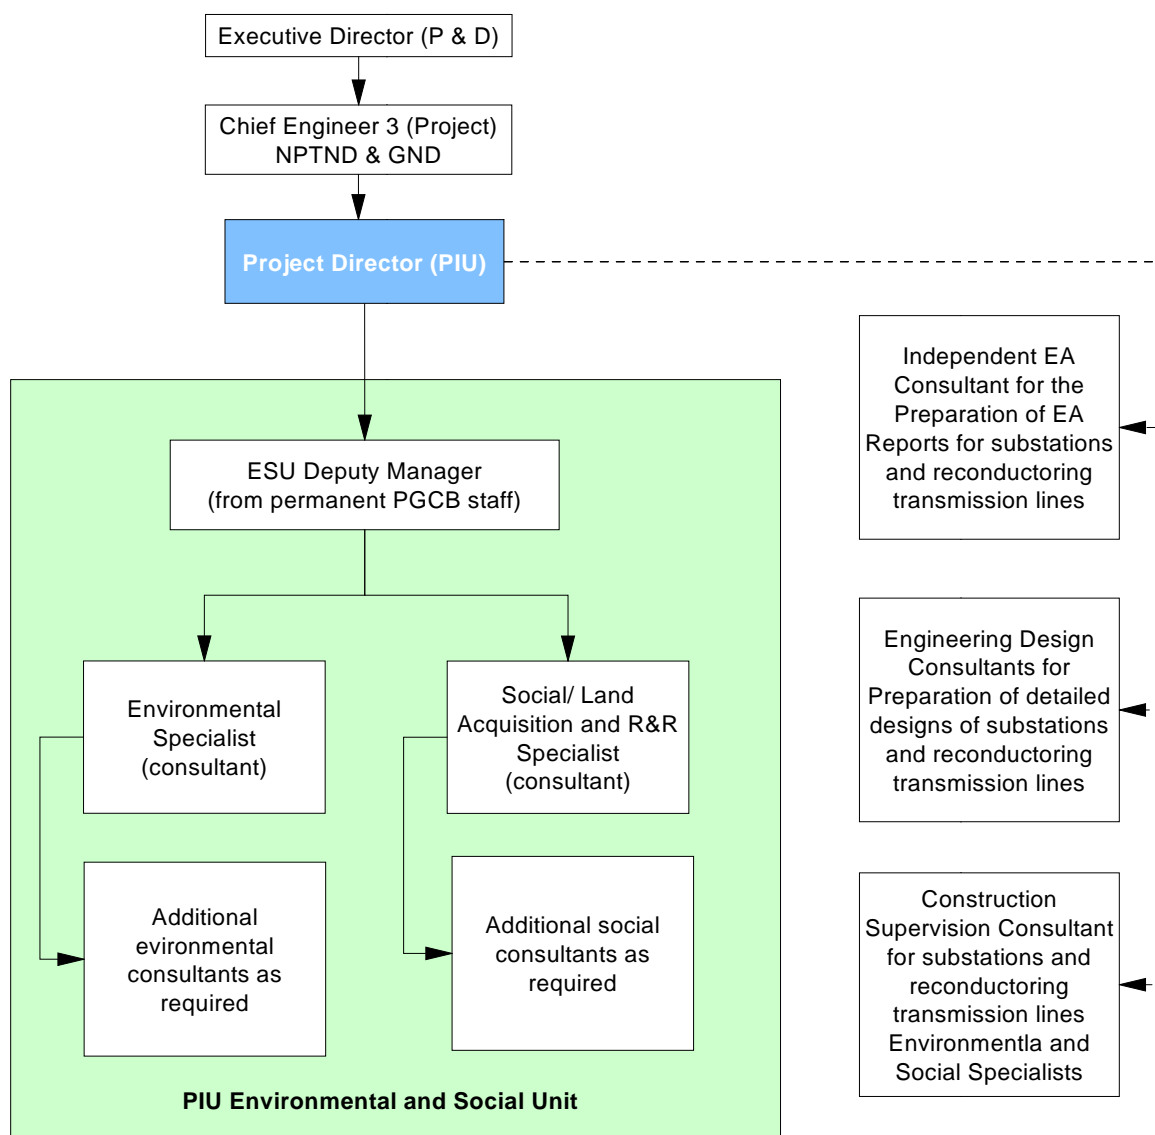 Executive Director (P & D)
Chief Engineer 3 (Project)
NPTND & GND
Project Director (PIU)
Independent EA
Consultant for the
Preparation of EA
Reports for substations
and reconductoring
transmission lines
ESU Deputy Manager
(from permanent PGCB staff)
Engineering Design
Consultants for
Preparation of detailed
designs of substations
and reconductoring
transmission lines
Environmental
Specialist
(consultant)
Social/ Land
Acquisition and R&R
Specialist
(consultant)
Additional
evironmental
consultants as
required
Additional social
consultants as
required
Construction
Supervision Consultant
for substations and
reconductoring
transmission lines
Environmentla and
Social Specialists
PIU Environmental and Social Unit